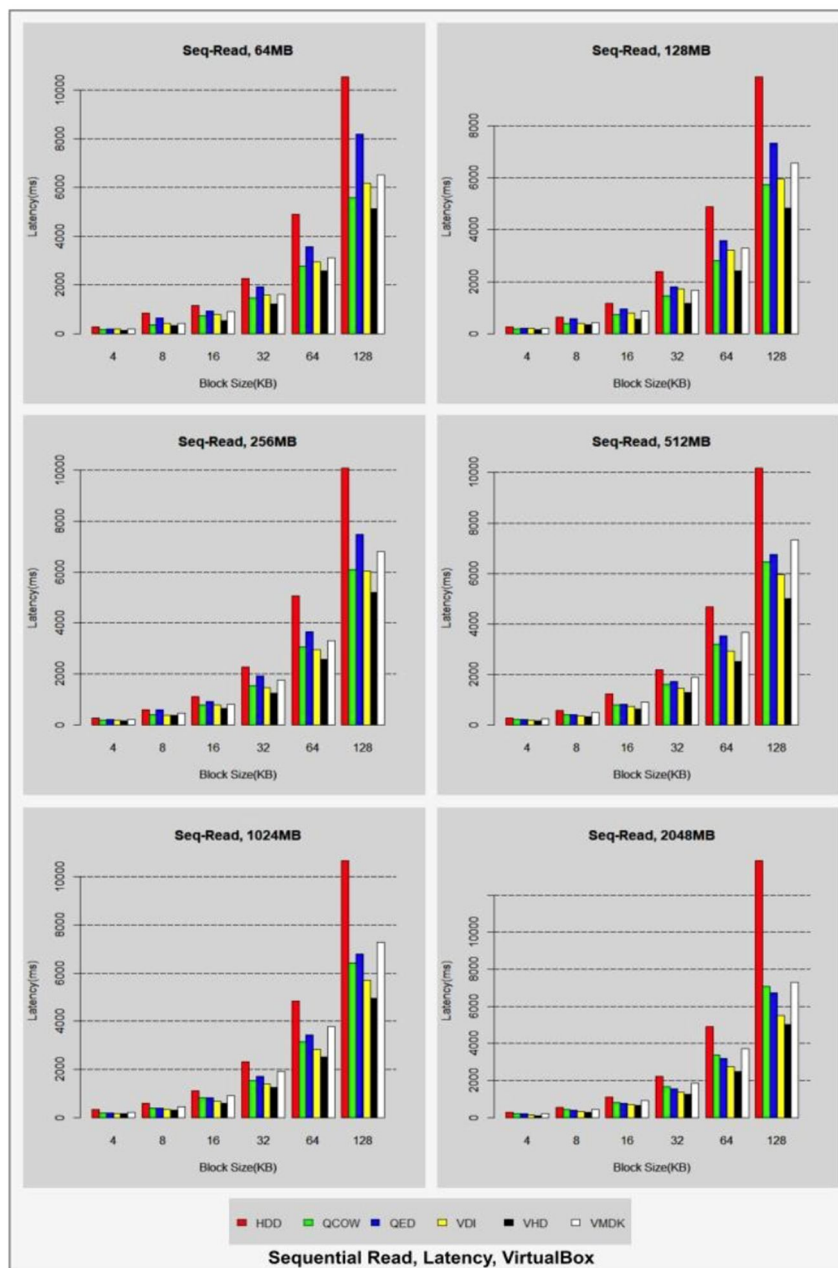 Seq-Read, 64MB
Latency(ms)
10000
8000
6000
4000
2000
0
4 8 16 32 64 128
Block Size(KB)
Seq-Read, 128MB
Latency(ms)
8000
6000
4000
2000
0
4 8 16 32 64 128
Block Size(KB)
Seq-Read, 256MB
Latency(ms)
10000
8000
6000
4000
2000
0
4 8 16 32 64 128
Block Size(KB)
Seq-Read, 512MB
Latency(ms)
10000
8000
6000
4000
2000
0
4 8 16 32 64 128
Block Size(KB)
Seq-Read, 1024MB
Latency(ms)
10000
8000
6000
4000
2000
0
4 8 16 32 64 128
Block Size(KB)
Seq-Read, 2048MB
Latency(ms)
10000
8000
6000
4000
2000
0
4 8 16 32 64 128
Block Size(KB)
HDD QCOW QED VDI VHD VMDK
Sequential Read, Latency, VirtualBox